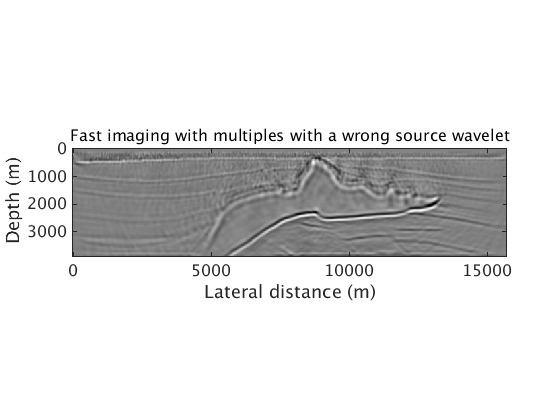 Fast imaging with multiples with a wrong source wavelet
0
1000
2000
3000
Depth (m)
0 5000 10000 15000
Lateral distance (m)